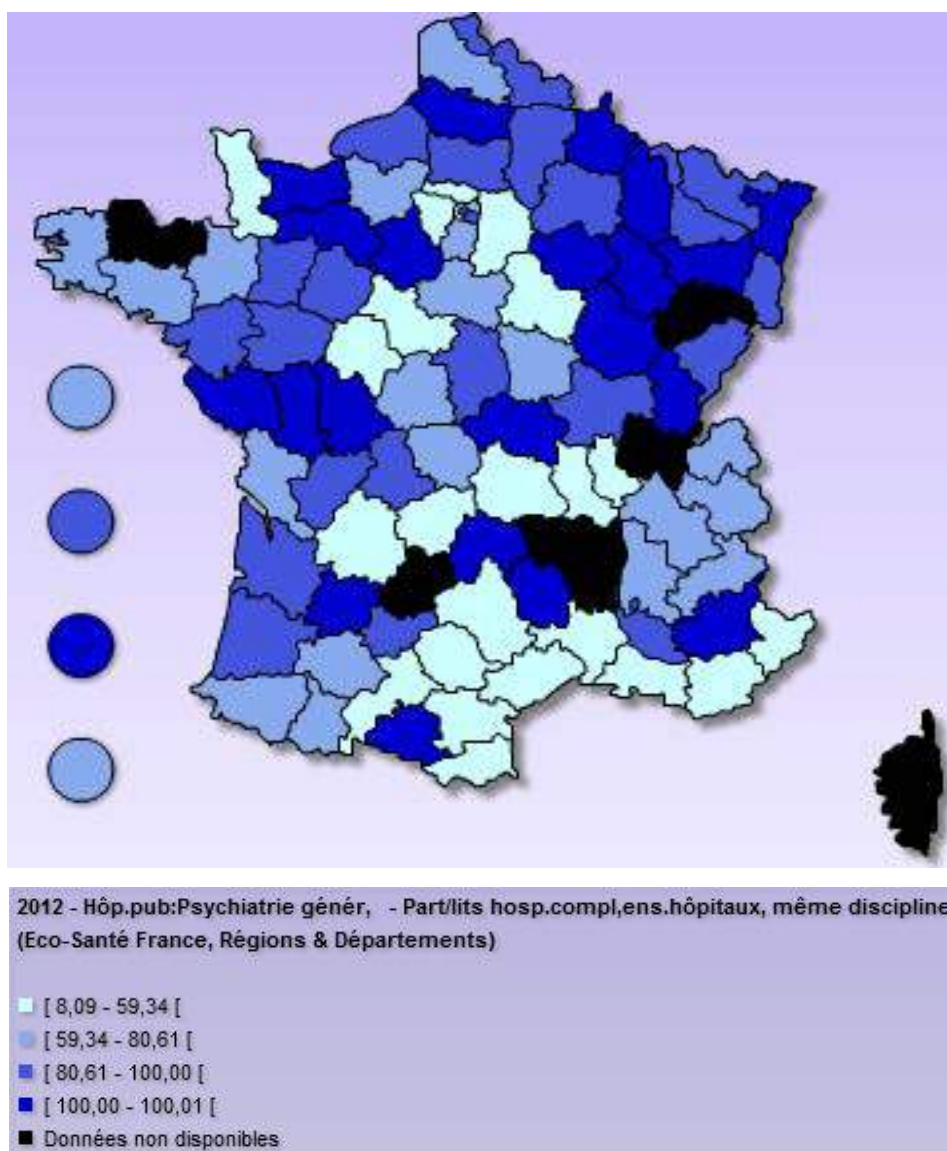 2012 - Hôp.pub:Psychiatrie génér, - Part/lits hosp.compl,ens.hôpitaux, même discipline
(Eco-Santé France, Régions & Départements)
[ 8,09 - 59,34 [
[ 59,34 - 80,61 [
[ 80,61 - 100,00 [
[ 100,00 - 100,01 [
Données non disponibles